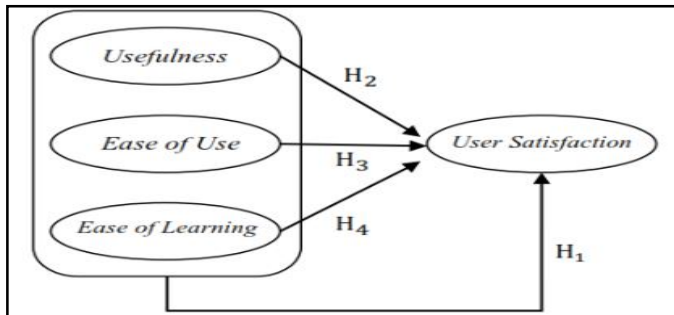 Usefulness
H₂
Ease of Use
User Satisfaction
H₃
Ease of Learning
H₄
H₁